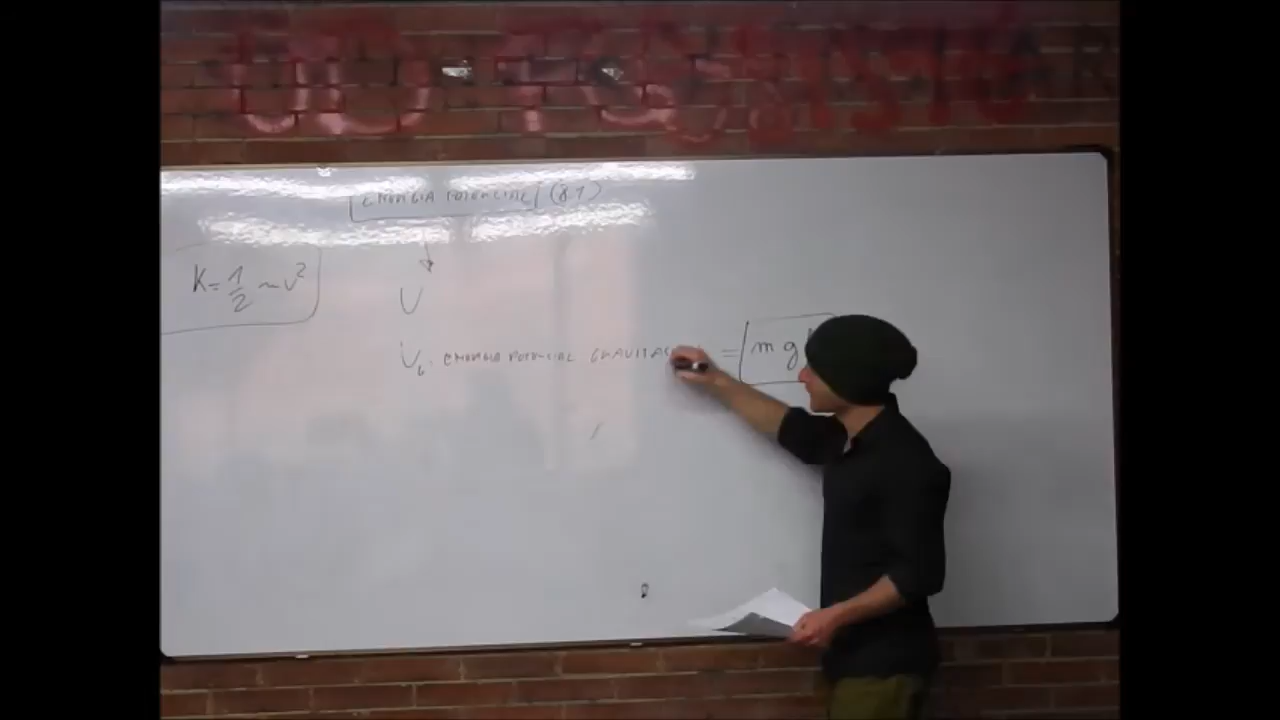 ENERGIA POTENCIAL (8.1)
K = 1/2 mv²
U
U_G: ENERGIA POTENCIAL GRAVITAC = mg